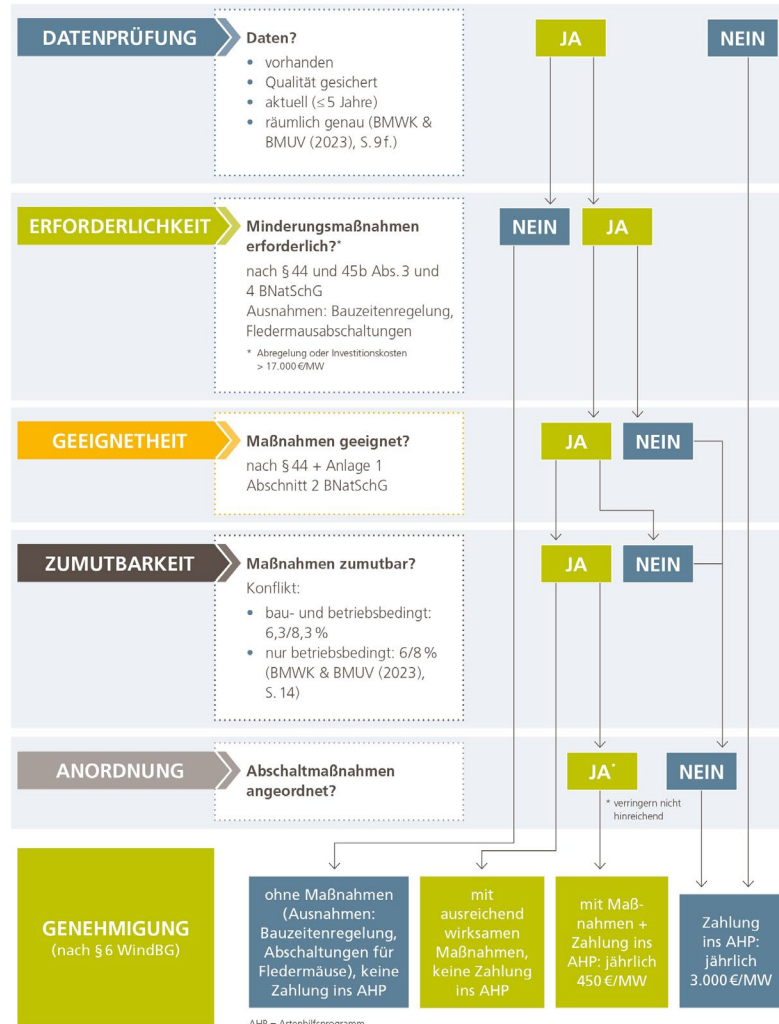 DATENPRÜFUNG
Daten?
• vorhanden
• Qualität gesichert
• aktuell (≤ 5 Jahre)
• räumlich genau (BMWK &
BMUV (2023), S. 9 f.)
JA
NEIN
ERFORDERLICHKEIT
Minderungsmaßnahmen
erforderlich?*
nach § 44 und 45b Abs. 3 und
4 BNatSchG
Ausnahmen: Bauzeitenregelung,
Fledermausabschaltungen
* Abregelung oder Investitionskosten
> 17.000 €/MW
NEIN
JA
GEEIGNETHEIT
Maßnahmen geeignet?
nach § 44 + Anlage 1
Abschnitt 2 BNatSchG
JA
NEIN
ZUMUTBARKEIT
Maßnahmen zumutbar?
Konflikt:
• bau- und betriebsbedingt:
6,3/8,3 %
• nur betriebsbedingt: 6/8 %
(BMWK & BMUV (2023),
S. 14)
JA
NEIN
ANORDNUNG
Abschaltmaßnahmen
angeordnet?
JA*
NEIN
* verringern nicht
hinreichend
GENEHMIGUNG
(nach § 6 WindBG)
ohne Maßnahmen
(Ausnahmen:
Bauzeitenregelung,
Abschaltungen für
Fledermäuse), keine
Zahlung ins AHP
mit
ausreichend
wirksamen
Maßnahmen,
keine Zahlung
ins AHP
mit Maß-
nahmen +
Zahlung ins
AHP: jährlich
450 €/MW
Zahlung
ins AHP:
jährlich
3.000 €/MW
AHP = Artenhilfsprogramm